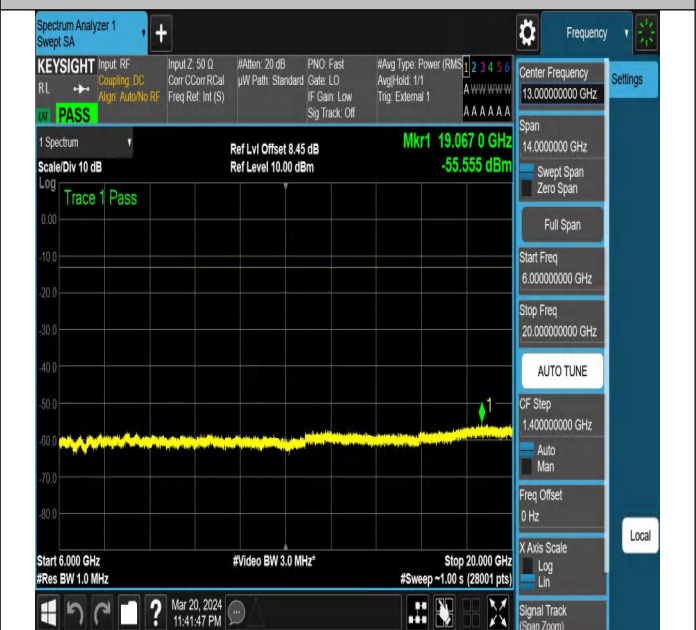 Spectrum Analyzer 1
Swept SA
+
Frequency
KEYSIGHT
RL
LXI
PASS
Input: RF
Coupling: DC
Align: Auto/No RF
Input Z: 50 Ω
Corr CCorr RCal
Freq Ref: Int (S)
#Atten: 20 dB
µW Path: Standard
PNO: Fast
Gate: LO
IF Gain: Low
Sig Track: Off
#Avg Type: Power (RMS
Avg|Hold: 1/1
Trig: External 1
1 2 3 4 5 6
A W W W W W
A A A A A A
1 Spectrum
Scale/Div 10 dB
Log
Ref Lvl Offset 8.45 dB
Ref Level 10.00 dBm
Mkr1 19.067 0 GHz
-55.555 dBm
Trace 1 Pass
0.00
-10.0
-20.0
-30.0
-40.0
-50.0
-60.0
-70.0
-80.0
1
Start 6.000 GHz
#Res BW 1.0 MHz
#Video BW 3.0 MHz*
Stop 20.000 GHz
#Sweep ~1.00 s (28001 pts)
?
Mar 20, 2024
11:41:47 PM
Center Frequency
13.000000000 GHz
Settings
Span
14.0000000 GHz
Swept Span
Zero Span
Full Span
Start Freq
6.000000000 GHz
Stop Freq
20.000000000 GHz
AUTO TUNE
CF Step
1.400000000 GHz
Auto
Man
Freq Offset
0 Hz
X Axis Scale
Log
Lin
Local
Signal Track
(Span Zoom)